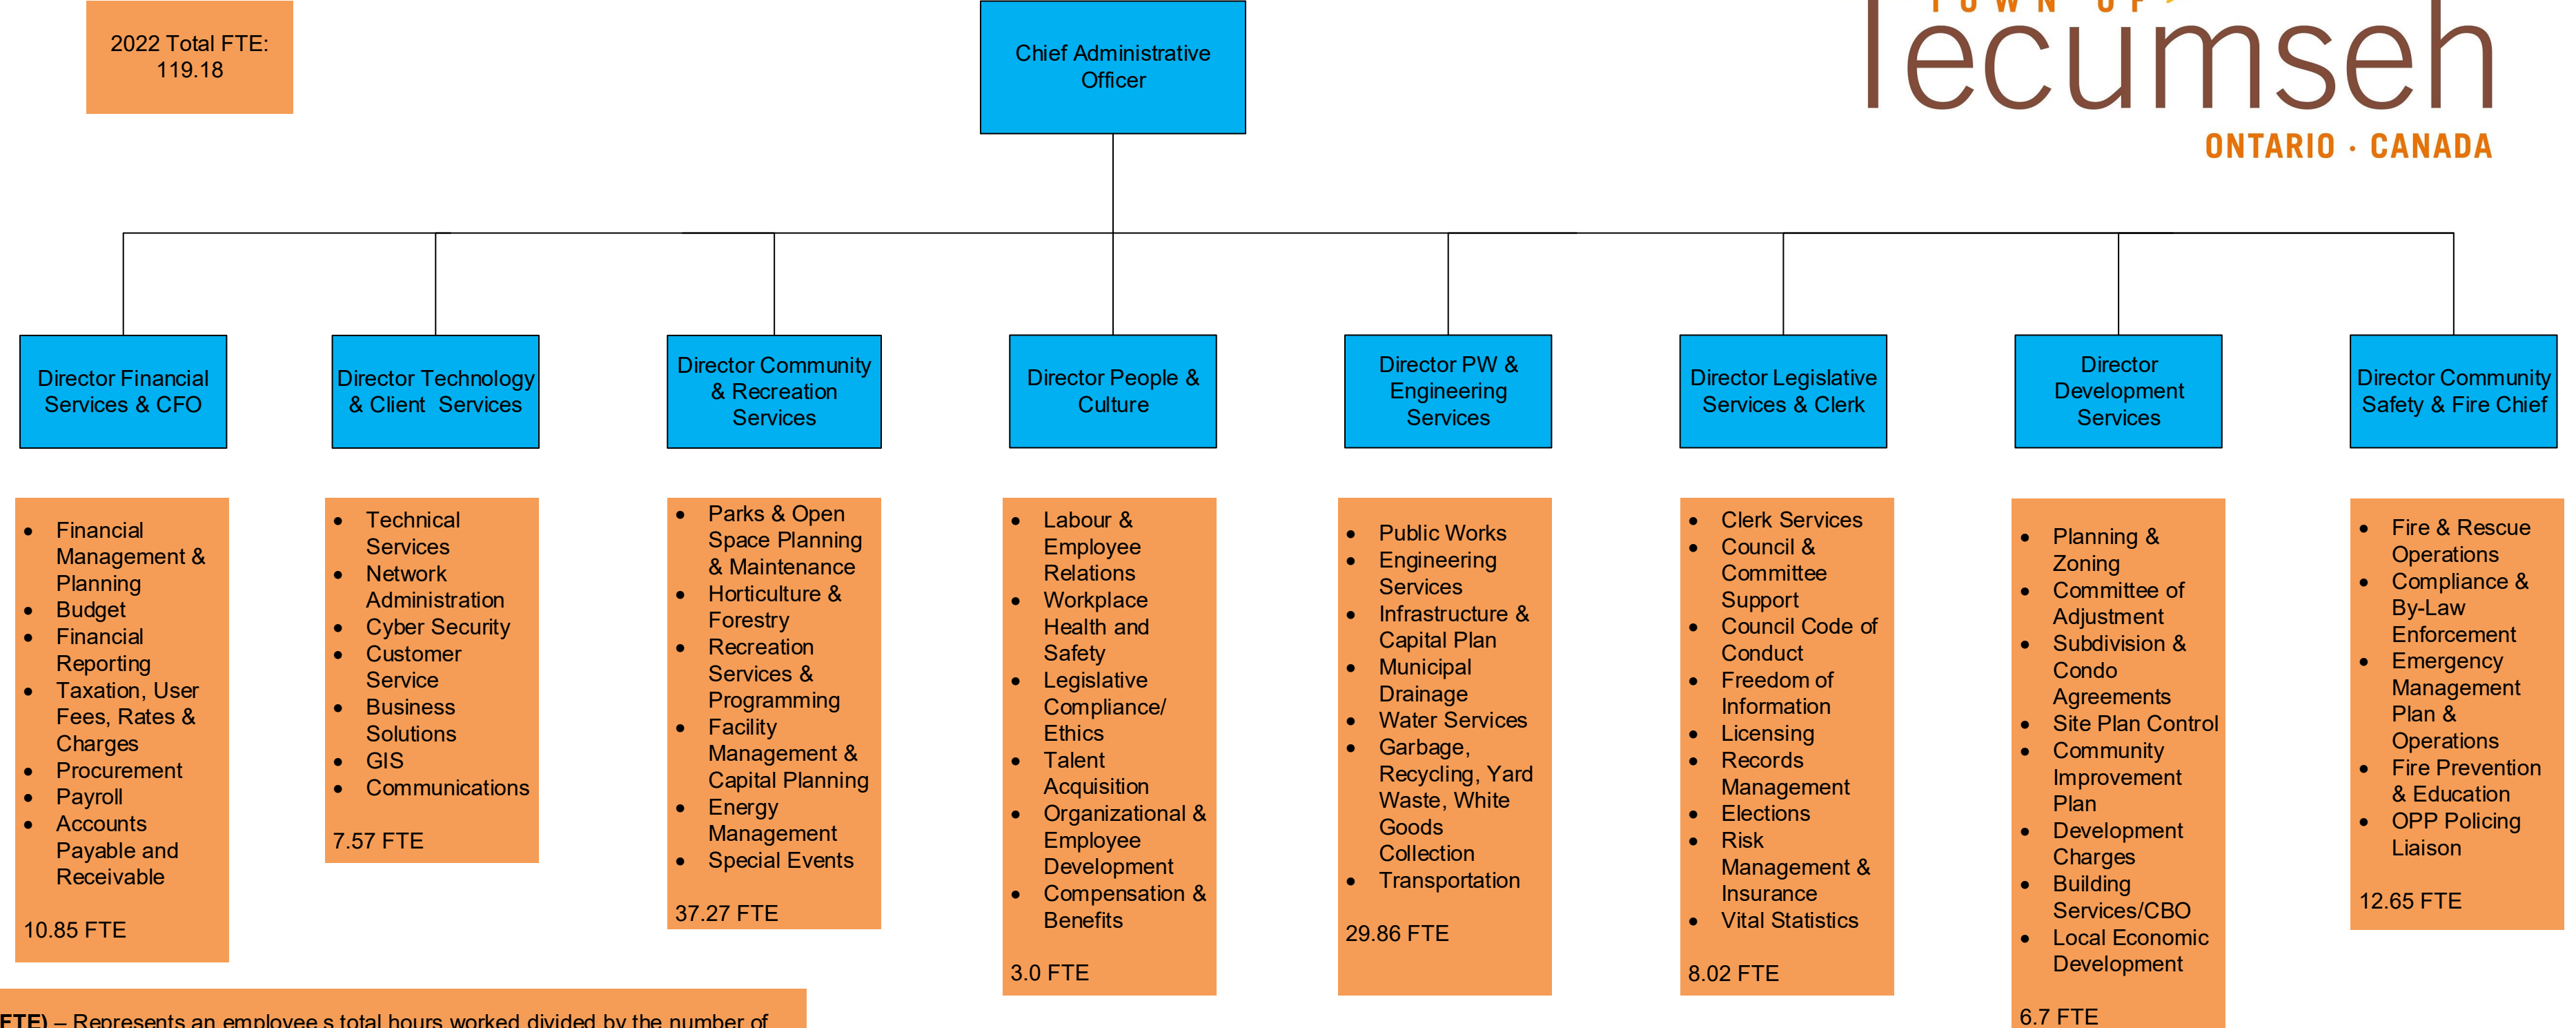 2022 Total FTE:
119.18
Chief Administrative
Officer
TOWN OF
Tecumseh
ONTARIO · CANADA
Director Financial
Services & CFO
Director Technology
& Client  Services
Director Community
& Recreation
Services
Director People &
Culture
Director PW &
Engineering
Services
Director Legislative
Services & Clerk
Director
Development
Services
Director Community
Safety & Fire Chief
• Financial
Management &
Planning
• Budget
• Financial
Reporting
• Taxation, User
Fees, Rates &
Charges
• Procurement
• Payroll
• Accounts
Payable and
Receivable
10.85 FTE
• Technical
Services
• Network
Administration
• Cyber Security
• Customer
Service
• Business
Solutions
• GIS
• Communications
7.57 FTE
• Parks & Open
Space Planning
& Maintenance
• Horticulture &
Forestry
• Recreation
Services &
Programming
• Facility
Management &
Capital Planning
• Energy
Management
• Special Events
37.27 FTE
• Labour &
Employee
Relations
• Workplace
Health and
Safety
• Legislative
Compliance/
Ethics
• Talent
Acquisition
• Organizational &
Employee
Development
• Compensation &
Benefits
3.0 FTE
• Public Works
• Engineering
Services
• Infrastructure &
Capital Plan
• Municipal
Drainage
• Water Services
• Garbage,
Recycling, Yard
Waste, White
Goods
Collection
• Transportation
29.86 FTE
• Clerk Services
• Council &
Committee
Support
• Council Code of
Conduct
• Freedom of
Information
• Licensing
• Records
Management
• Elections
• Risk
Management &
Insurance
• Vital Statistics
8.02 FTE
• Planning &
Zoning
• Committee of
Adjustment
• Subdivision &
Condo
Agreements
• Site Plan Control
• Community
Improvement
Plan
• Development
Charges
• Building
Services/CBO
• Local Economic
Development
6.7 FTE
• Fire & Rescue
Operations
• Compliance &
By-Law
Enforcement
• Emergency
Management
Plan &
Operations
• Fire Prevention
& Education
• OPP Policing
Liaison
12.65 FTE
FTE) – Represents an employee s total hours worked divided by the number of